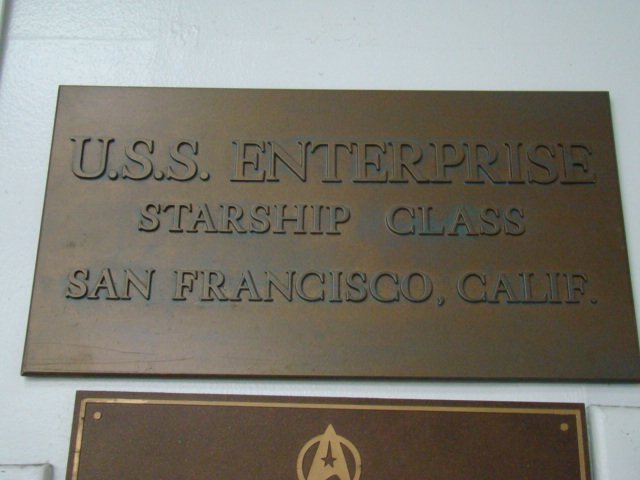 U.S.S. ENTERPRISE
STARSHIP CLASS
SAN FRANCISCO, CALIF.